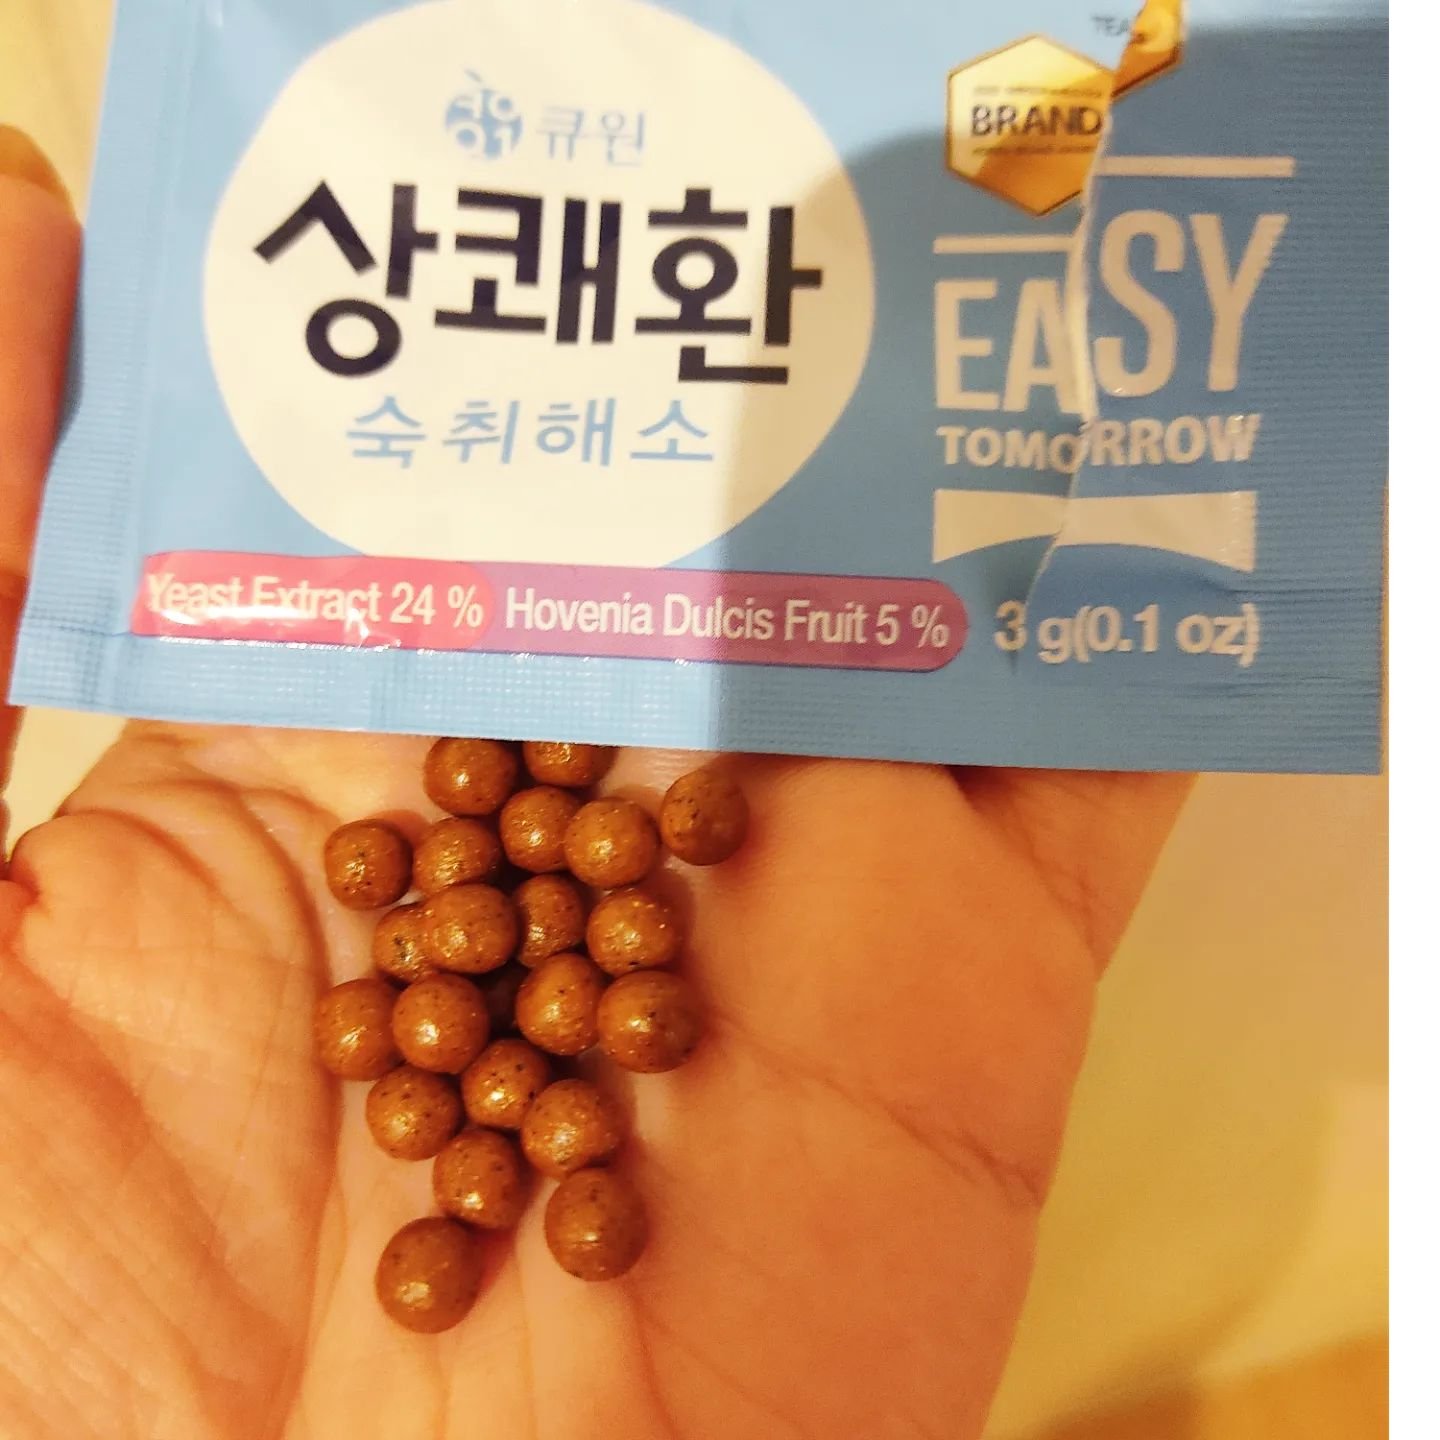 큐원
상쾌환
숙취해소
BRAND
EASY
TOMORROW
Yeast Extract 24 % Hovenia Dulcis Fruit 5 % 3 g(0.1 oz)